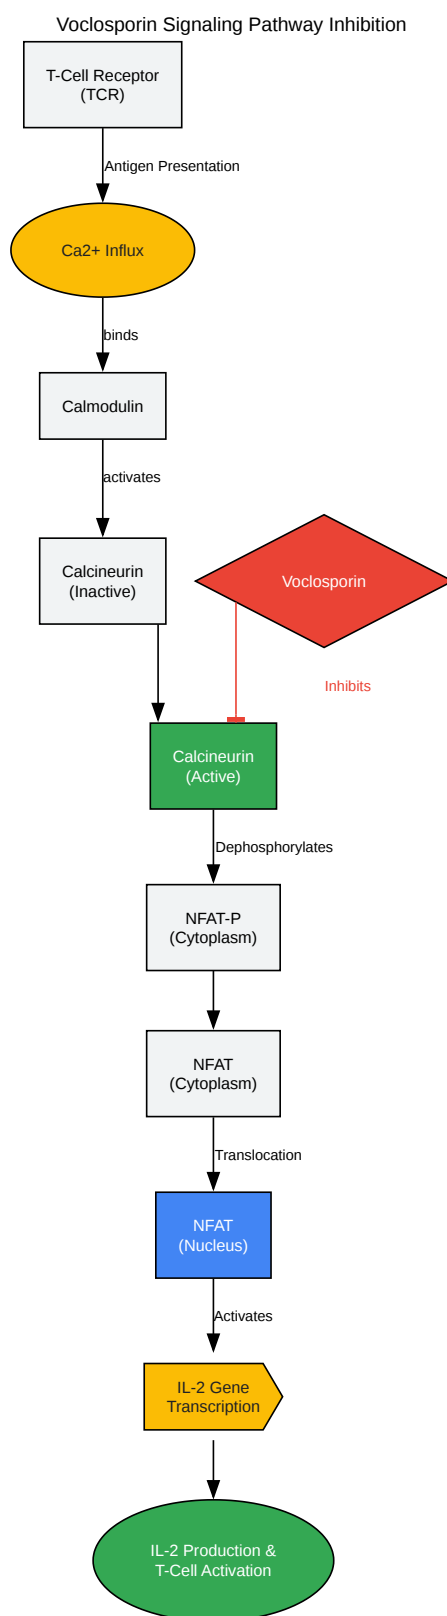 Voclosporin Signaling Pathway Inhibition
T-Cell Receptor
(TCR)
Antigen Presentation
Ca2+ Influx
binds
Calmodulin
activates
Calcineurin
(Inactive)
Voclosporin
Inhibits
Calcineurin
(Active)
Dephosphorylates
NFAT-P
(Cytoplasm)
NFAT
(Cytoplasm)
Translocation
NFAT
(Nucleus)
Activates
IL-2 Gene
Transcription
IL-2 Production &
T-Cell Activation